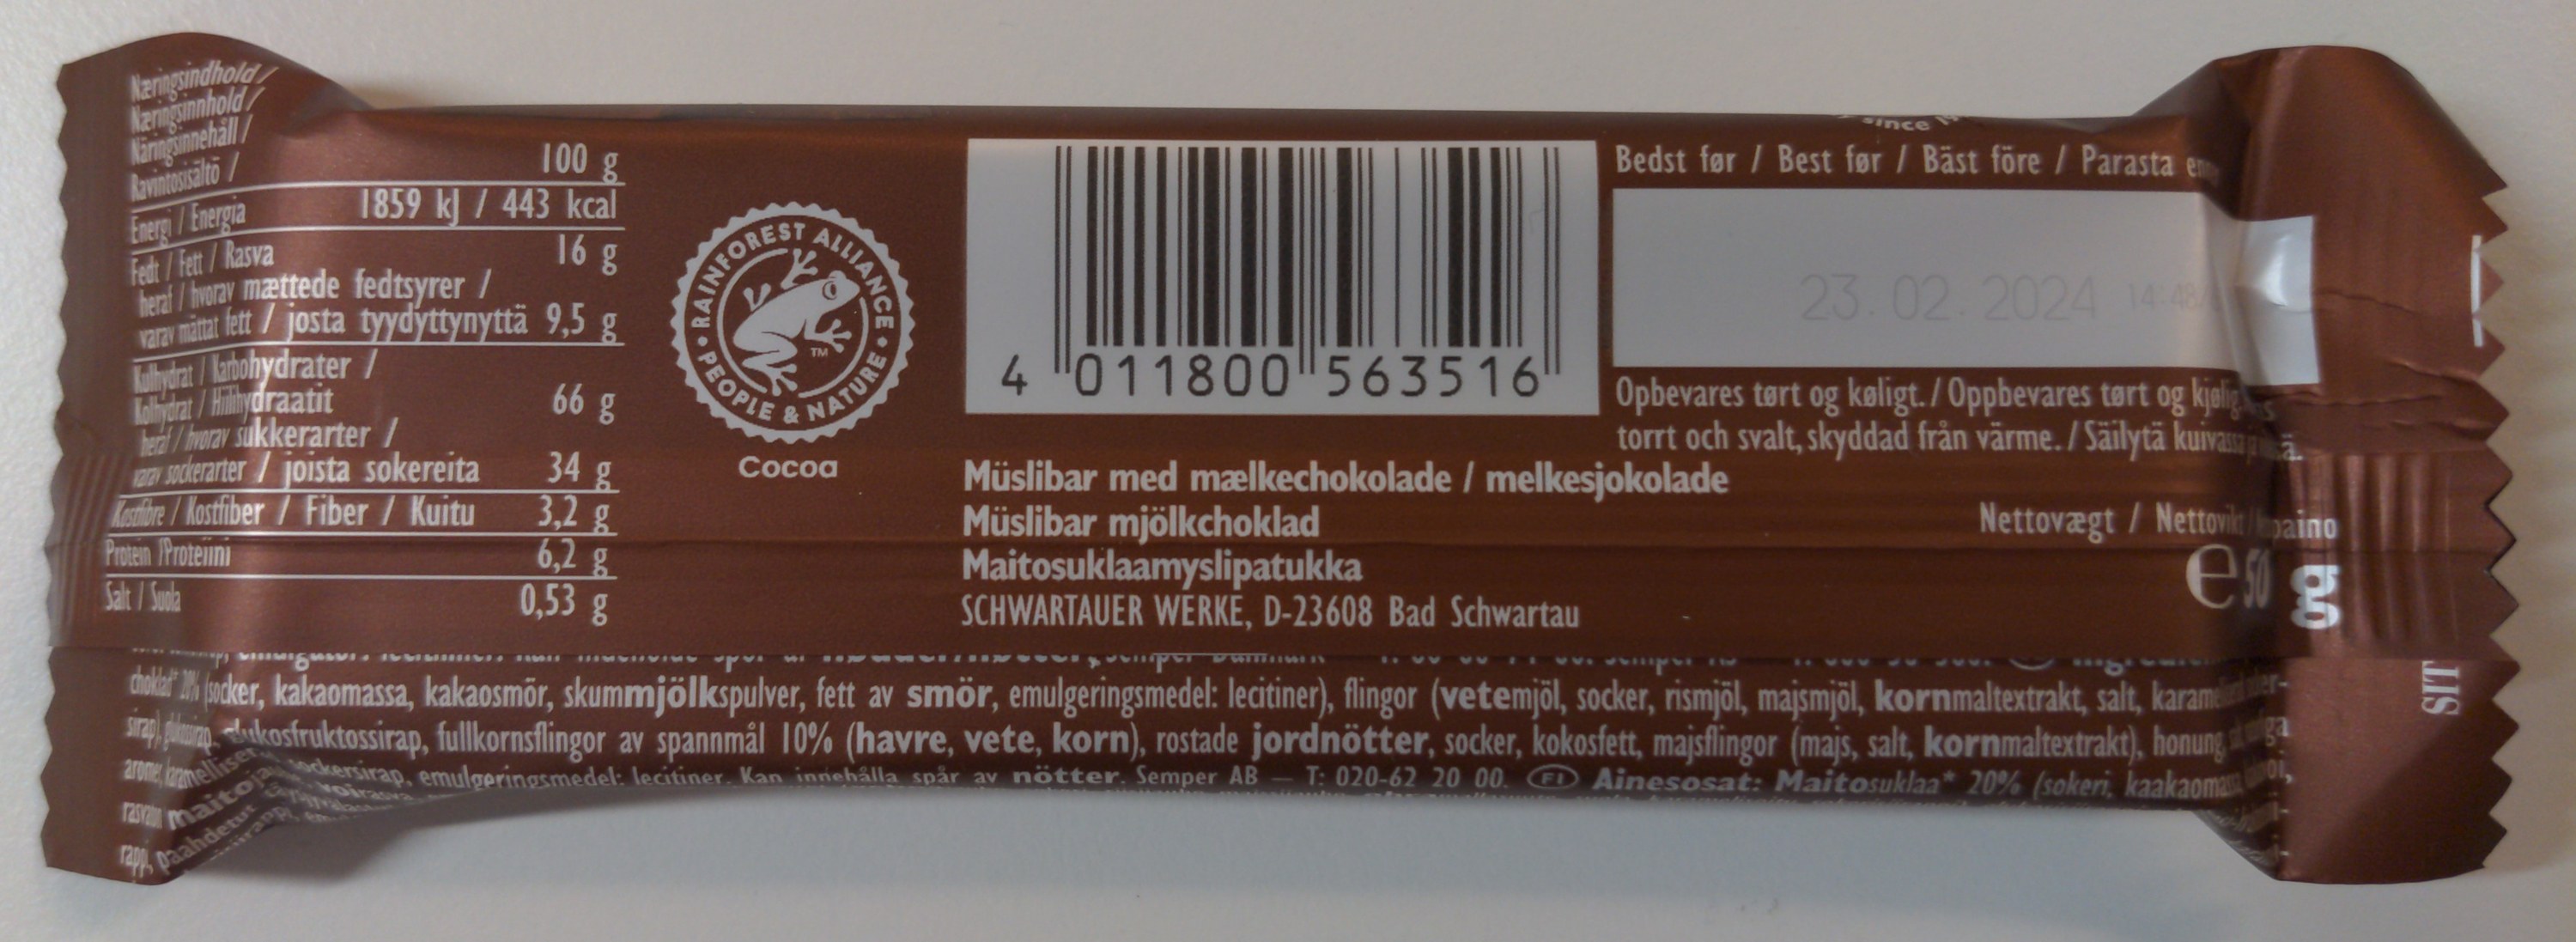 Næringsindhold /
Næringsinnhold /
Näringsinnehåll /
Ravintosisältö /
100 g
Energi / Energia 1859 kJ / 443 kcal
Fedt / Fett / Rasva 16 g
heraf / hvorav mættede fedtsyrer /
varav mättat fett / josta tyydyttynyttä 9,5 g
Kulhydrat / Karbohydrater /
Kolhydrat / Hiilihydraatit 66 g
heraf / hvorav sukkerarter /
varav sockerarter / joista sokereita 34 g
Kostfibre / Kostfiber / Fiber / Kuitu 3,2 g
Protein /Proteiini 6,2 g
Salt / Suola 0,53 g
RAINFOREST ALLIANCE
PEOPLE & NATURE
TM
Cocoa
4 011800 563516
since
Bedst før / Best før / Bäst före / Parasta
23.02.2024 14:48
Opbevares tørt og køligt. / Oppbevares tørt og
torrt och svalt, skyddad från värme. / Säilytä
Müslibar med mælkechokolade / melkesjokolade
Müslibar mjölkchoklad
Maitosuklaamyslipatukka
SCHWARTAUER WERKE, D-23608 Bad Schwartau
Nettovægt /
e 50 g
choklad* 20% (socker, kakaomassa, kakaosmör, skummjölkspulver, fett av smör, emulgeringsmedel: lecitiner), flingor (vetemjöl, socker, rismjöl, majsmjöl, kornmaltextrakt, salt,
sirap), glukossirap, glukosfruktossirap, fullkornsflingor av spannmål 10% (havre, vete, korn), rostade jordnötter, socker, kokosfett, majsflingor (majs, salt, kornmaltextrakt), honung,
sockersirap, emulgeringsmedel: lecitiner. Kan innehålla spår av nötter. Semper AB — T: 020-62 20 00. FI Ainesosat: Maitosuklaa* 20% (sokeri,
paahdetut